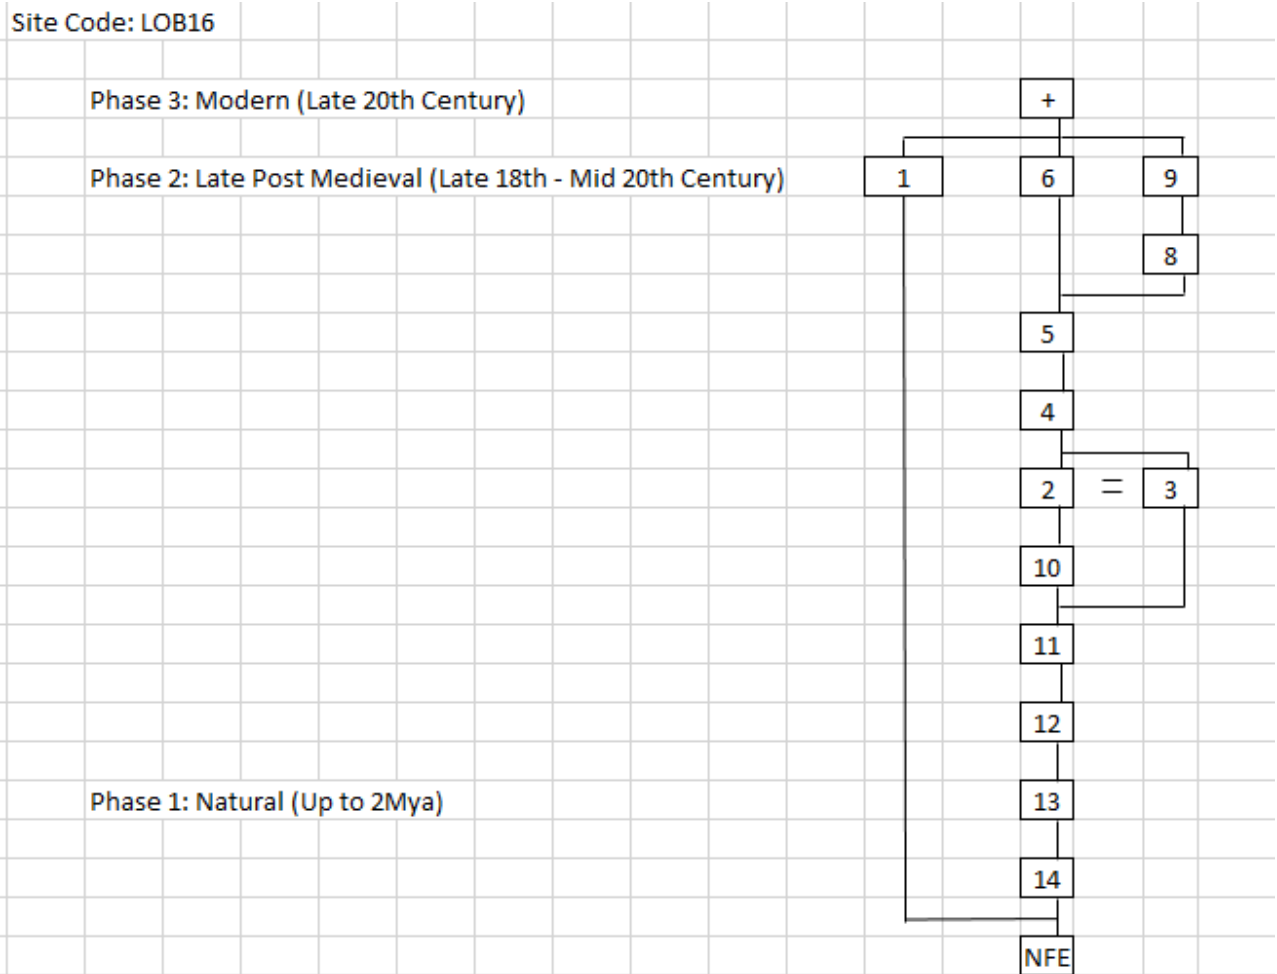 Site Code: LOB16
Phase 3: Modern (Late 20th Century)
+
Phase 2: Late Post Medieval (Late 18th - Mid 20th Century)
1
6
9
8
5
4
2 = 3
10
11
12
Phase 1: Natural (Up to 2Mya)
13
14
NFE